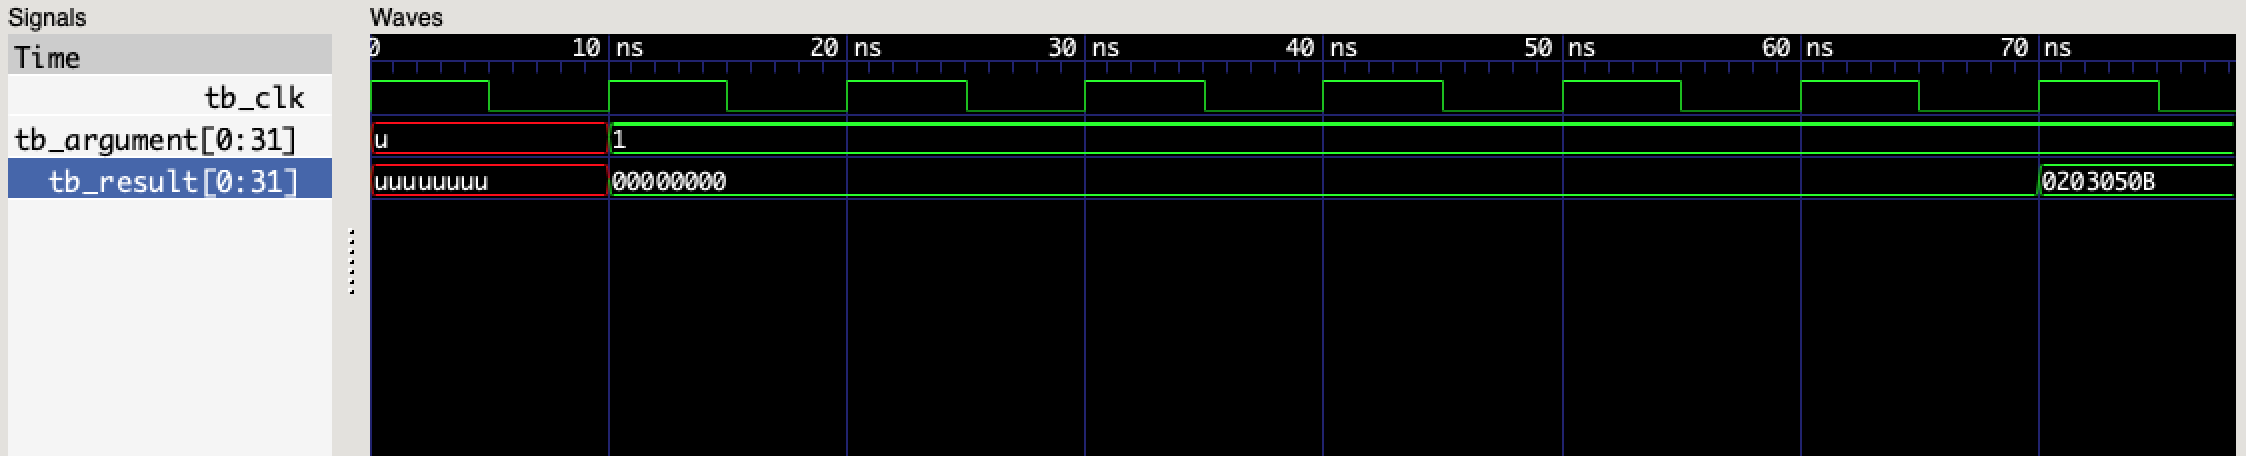 Signals Waves
Time 0 10 ns 20 ns 30 ns 40 ns 50 ns 60 ns 70 ns
tb_clk
tb_argument[0:31] u 1
tb_result[0:31] uuuuuuuu 00000000 0203050B